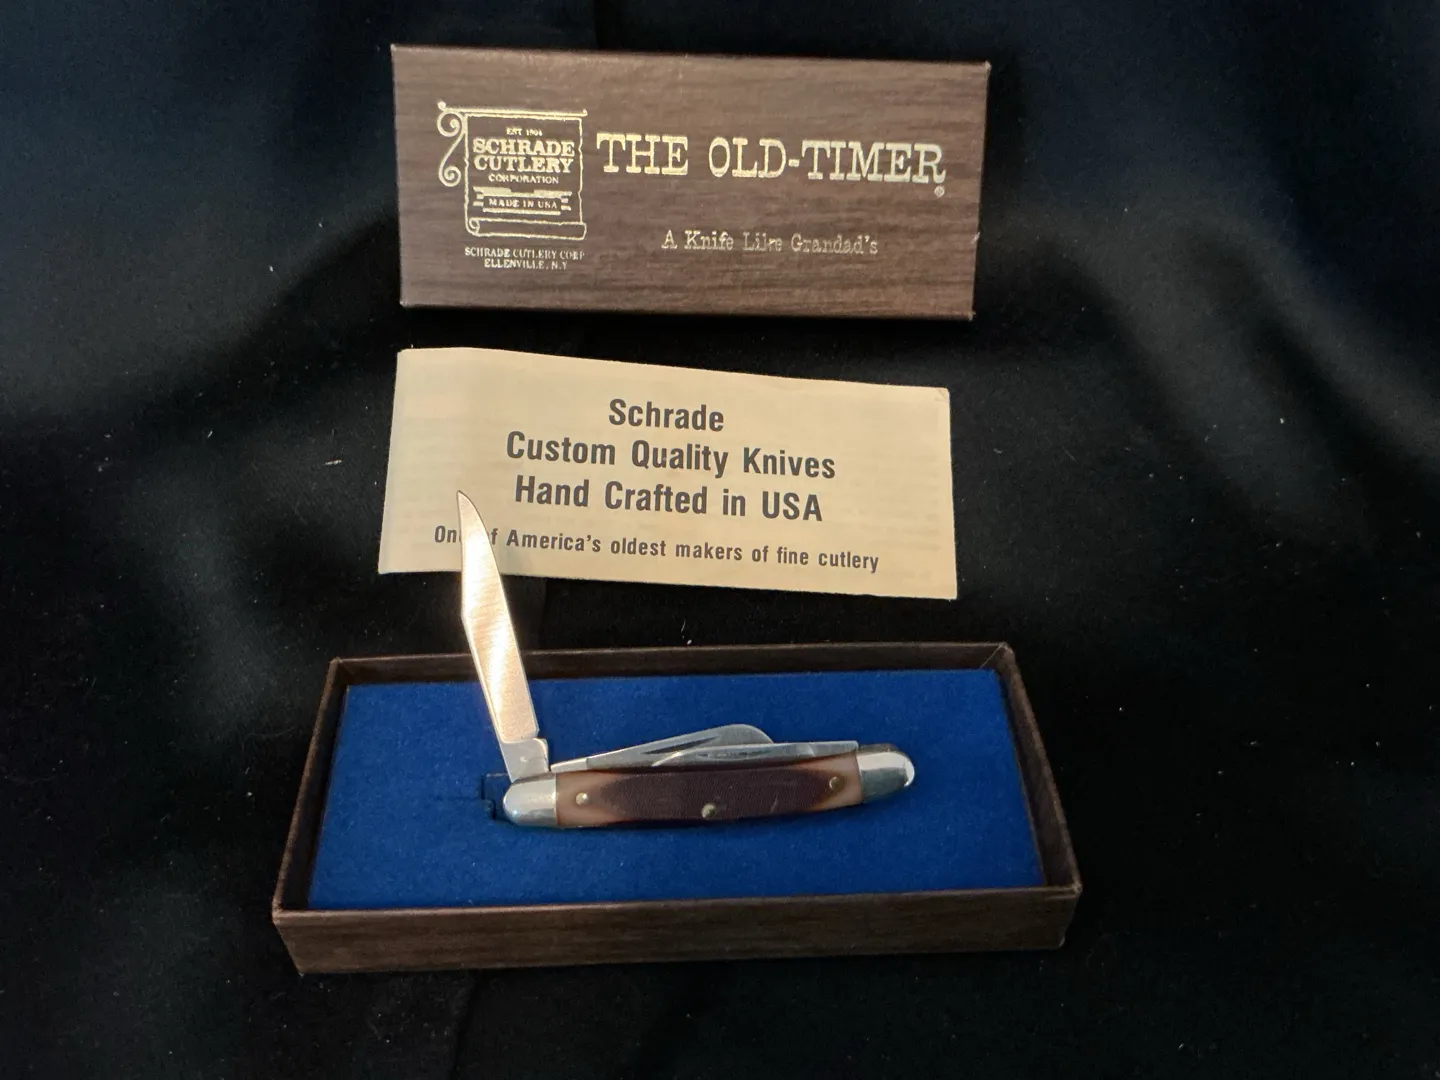 EST 1904
SCHRADE
CUTLERY
CORPORATION
MADE IN USA
SCHRADE CUTLERY CORP
ELLENVILLE, N.Y
THE OLD-TIMER
®
A Knife Like Grandad's
Schrade
Custom Quality Knives
Hand Crafted in USA
America's oldest makers of fine cutlery